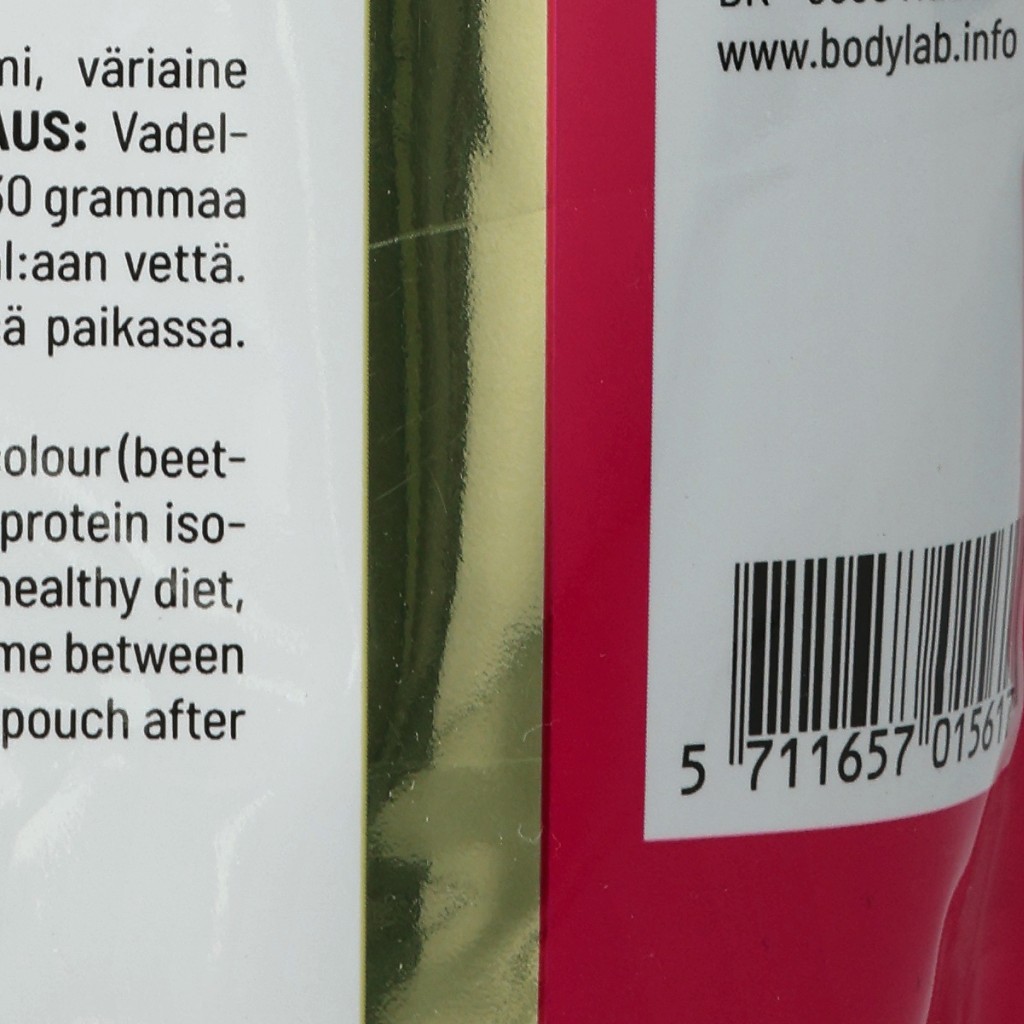 ni, väriaine
AUS: Vadel-
30 grammaa
l:aan vettä.
ä paikassa.
colour (beet-
protein iso-
healthy diet,
me between
pouch after
www.bodylab.info
5 711657 01561